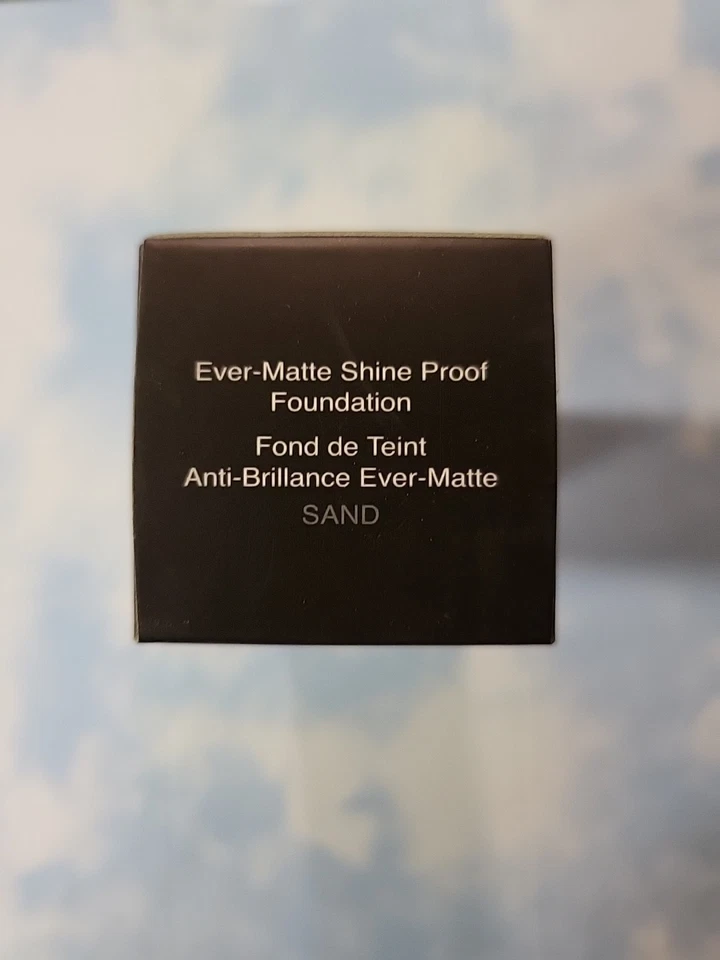 Ever-Matte Shine Proof
Foundation
Fond de Teint
Anti-Brillance Ever-Matte
SAND